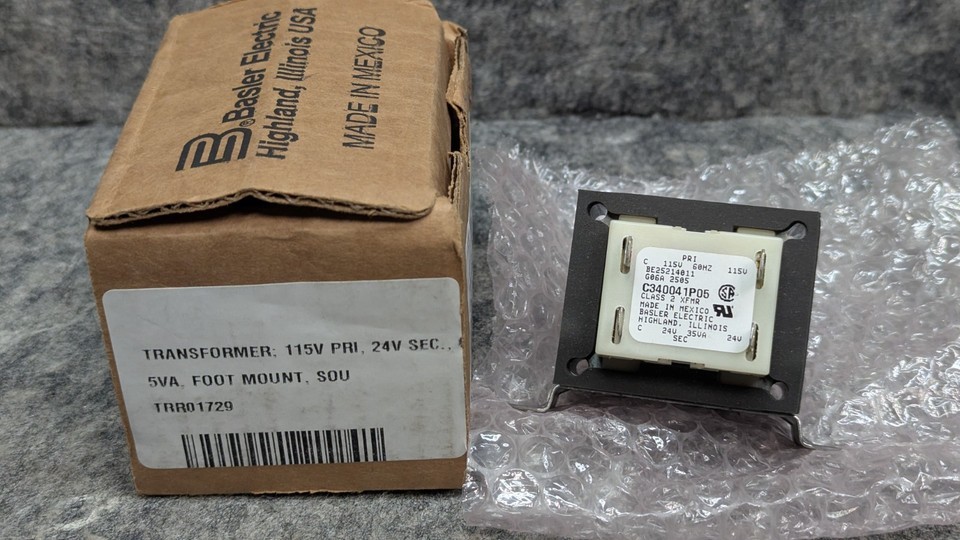 Basler Electric
Highland, Illinois USA
MADE IN MEXICO
TRANSFORMER; 115V PRI, 24V SEC.,
5VA, FOOT MOUNT, SOU
TRR01729
PRI
C 115V 60HZ 115V
BE25214011
G06A 2505
C340041P05
CLASS 2 XFMR
MADE IN MEXICO
BASLER ELECTRIC
HIGHLAND, ILLINOIS
C 24V 35VA 24V
SEC